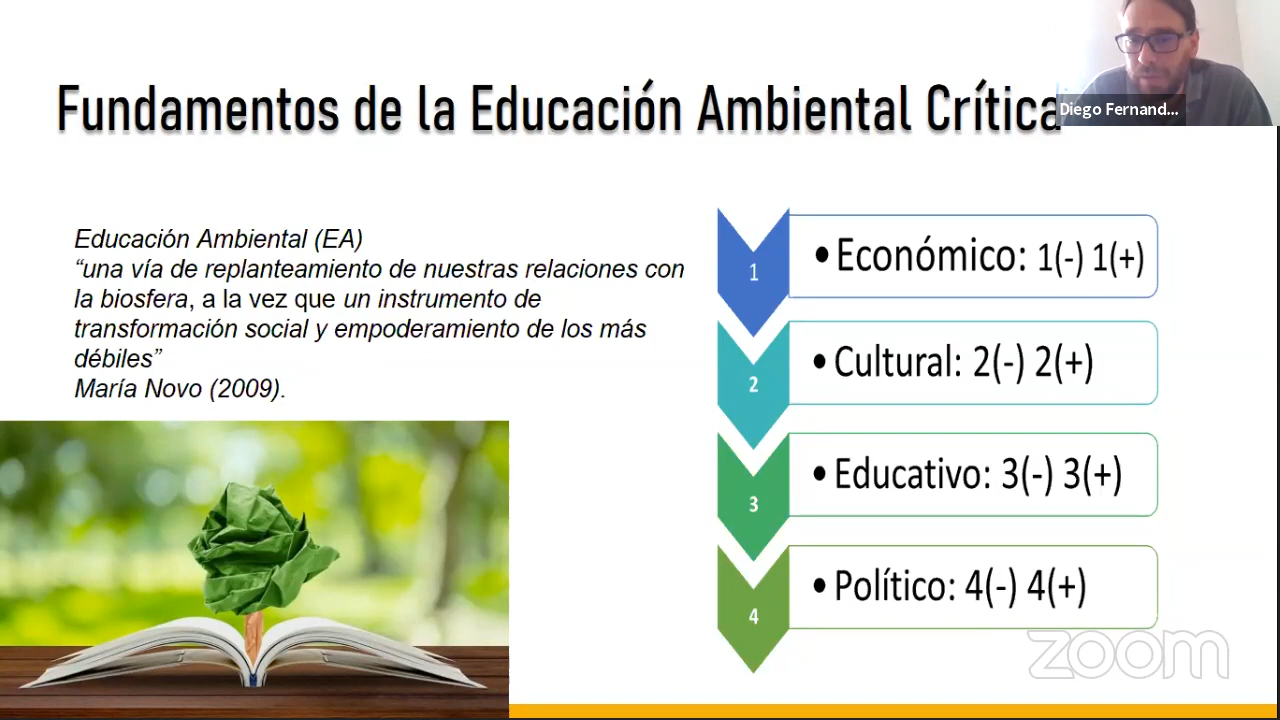 Fundamentos de la Educación Ambiental Crítica
Diego Fernand...
Educación Ambiental (EA)
“una vía de replanteamiento de nuestras relaciones con
la biosfera, a la vez que un instrumento de
transformación social y empoderamiento de los más
débiles”
María Novo (2009).
1
•Económico: 1(-) 1(+)
2
•Cultural: 2(-) 2(+)
3
•Educativo: 3(-) 3(+)
4
•Político: 4(-) 4(+)
zoom